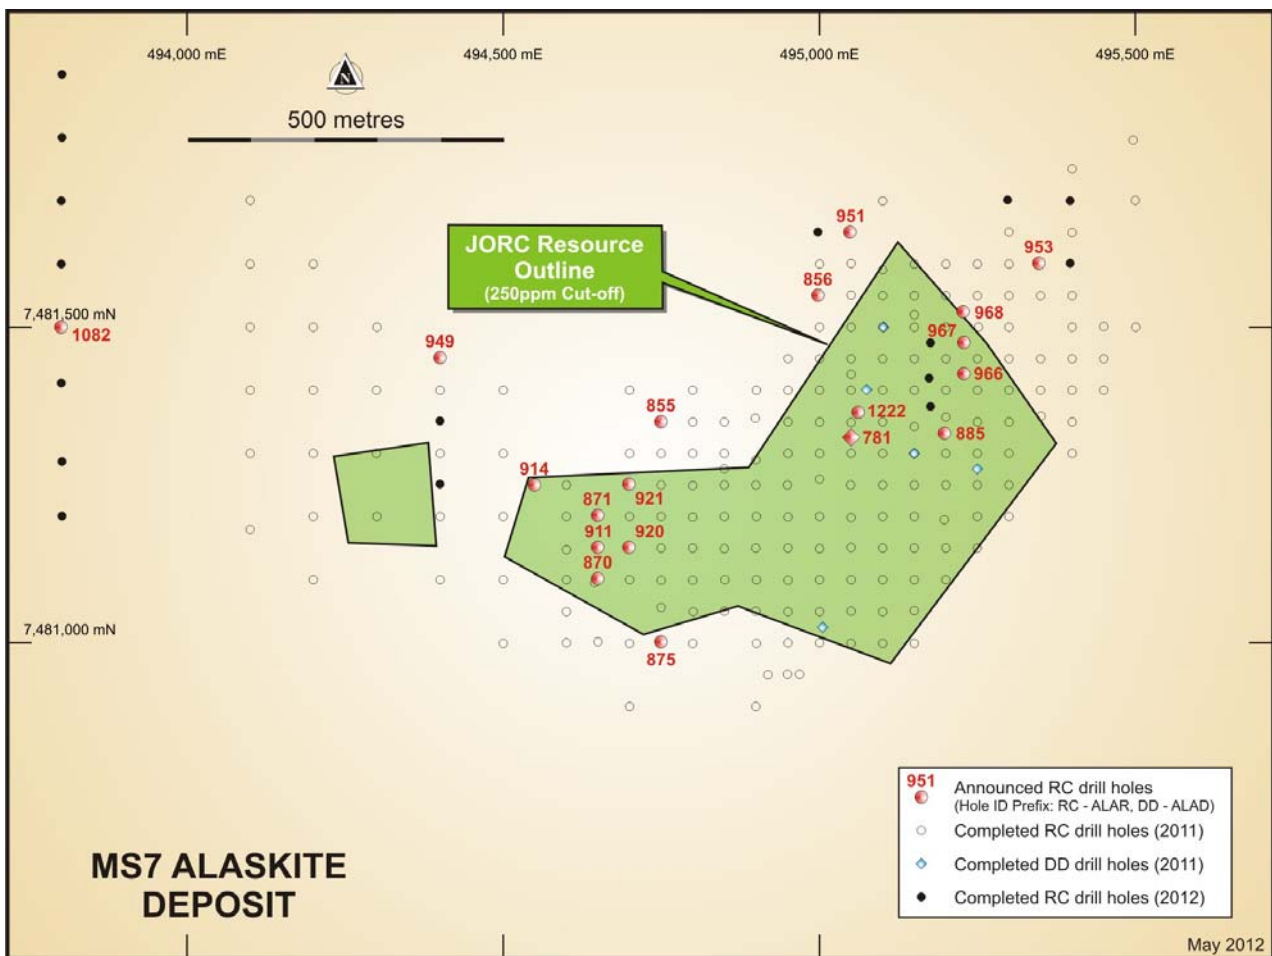 494,000 mE
494,500 mE
495,000 mE
495,500 mE
N
500 metres
951
JORC Resource
Outline
(250ppm Cut-off)
953
856
7,481,500 mN
968
1082
949
967
966
855
1222
781
885
914
921
871
911
920
870
7,481,000 mN
875
951
Announced RC drill holes
(Hole ID Prefix: RC - ALAR, DD - ALAD)
Completed RC drill holes (2011)
Completed DD drill holes (2011)
Completed RC drill holes (2012)
MS7 ALASKITE
DEPOSIT
May 2012